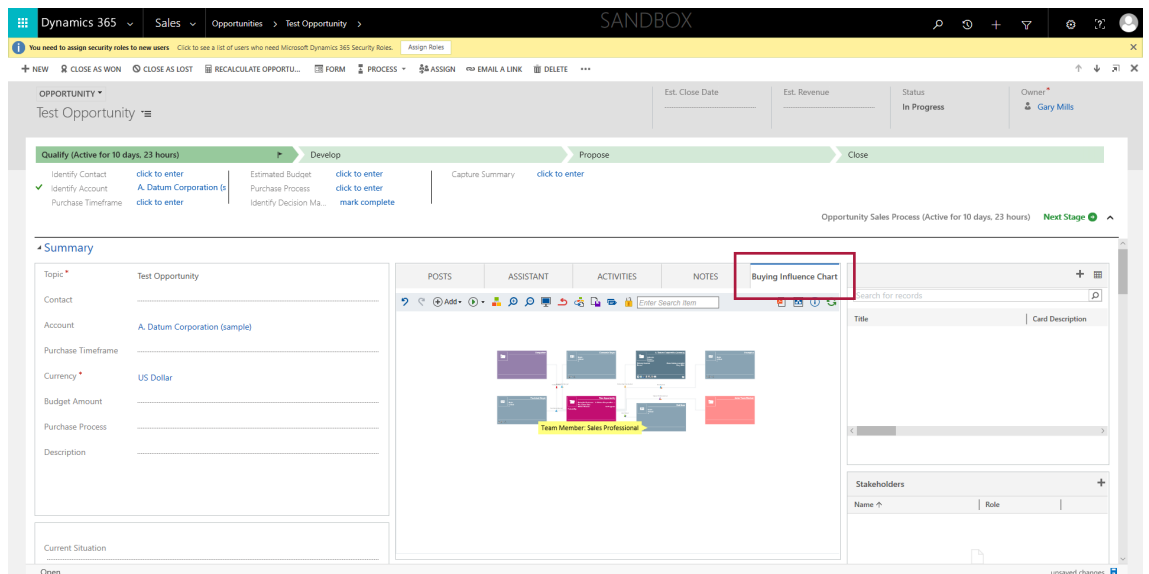 Dynamics 365 Sales Opportunities > Test Opportunity > SANDBOX
You need to assign security roles to new users Click to see a list of users who need Microsoft Dynamics 365 Security Roles. Assign Roles
NEW CLOSE AS WON CLOSE AS LOST RECALCULATE OPPORTU... FORM PROCESS ASSIGN EMAIL A LINK DELETE
OPPORTUNITY
Test Opportunity
Est. Close Date
Est. Revenue
Status
In Progress
Owner*
Gary Mills
Qualify (Active for 10 days, 23 hours) Develop Propose Close
Identify Contact click to enter
Identify Account A. Datum Corporation (s
Purchase Timeframe click to enter
Estimated Budget click to enter
Purchase Process click to enter
Identify Decision Ma... mark complete
Capture Summary click to enter
Opportunity Sales Process (Active for 10 days, 23 hours) Next Stage
Summary
Topic* Test Opportunity
Contact
Account A. Datum Corporation (sample)
Purchase Timeframe
Currency* US Dollar
Budget Amount
Purchase Process
Description
Current Situation
POSTS ASSISTANT ACTIVITIES NOTES Buying Influence Chart
Add Enter Search Item
Team Member: Sales Professional
Search for records
Title Card Description
Stakeholders
Name Role
Open unsaved changes